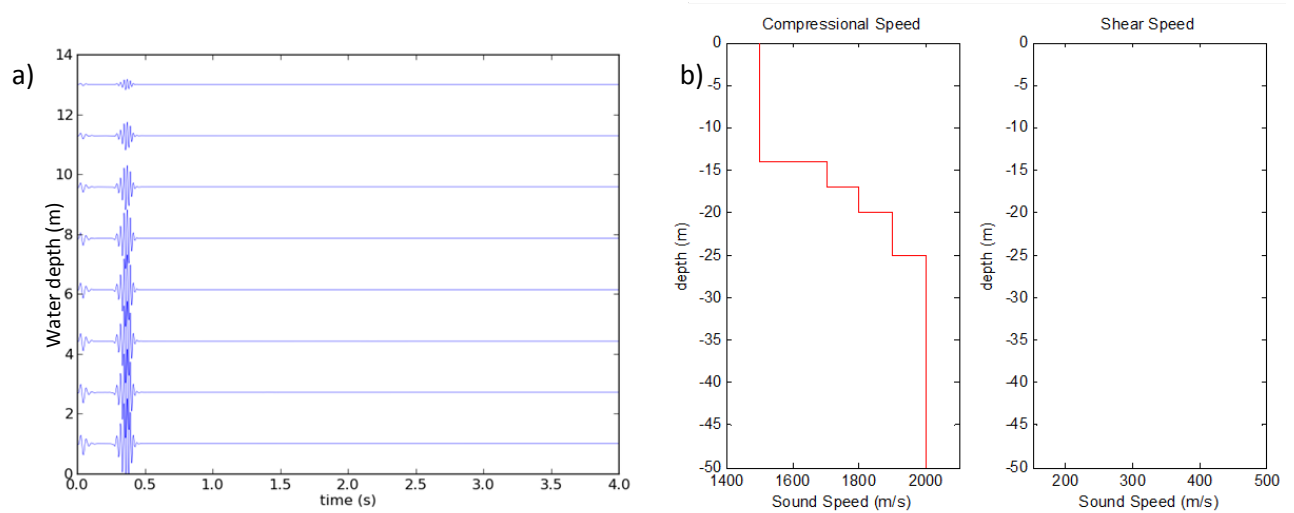 a)
Water depth (m)
14
12
10
8
6
4
2
0
0.0 0.5 1.0 1.5 2.0 2.5 3.0 3.5 4.0
time (s)
b)
Compressional Speed
depth (m)
0
-5
-10
-15
-20
-25
-30
-35
-40
-45
-50
1400 1600 1800 2000
Sound Speed (m/s)
Shear Speed
depth (m)
0
-5
-10
-15
-20
-25
-30
-35
-40
-45
-50
200 300 400 500
Sound Speed (m/s)